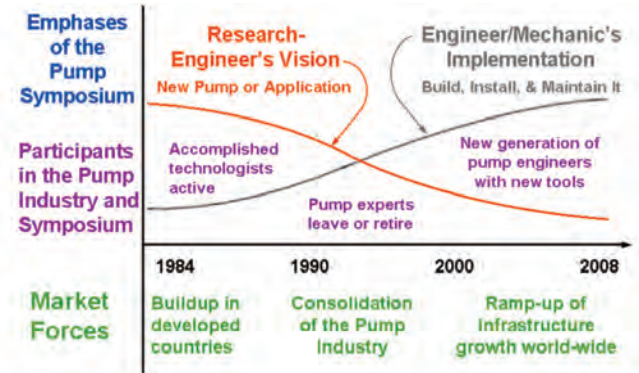 Emphases
of the
Pump
Symposium
Research-
Engineer's Vision
New Pump or Application
Engineer/Mechanic's
Implementation
Build, Install, & Maintain It
Participants
in the Pump
Industry and
Symposium
Accomplished
technologists
active
Pump experts
leave or retire
New generation of
pump engineers
with new tools
1984
1990
2000
2008
Market
Forces
Buildup in
developed
countries
Consolidation
of the Pump
Industry
Ramp-up of
Infrastructure
growth world-wide